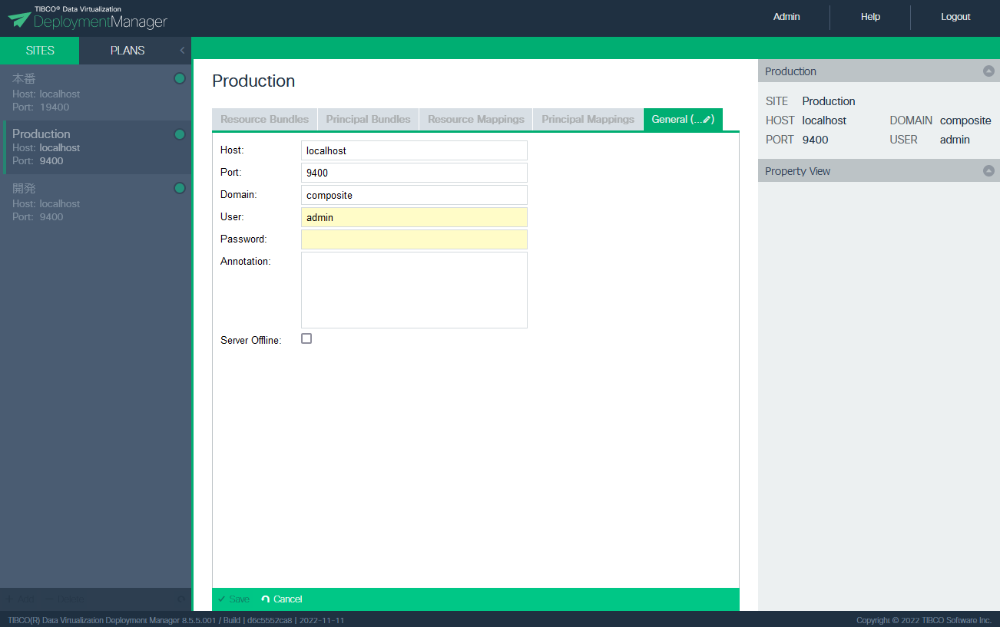 TIBCO® Data Virtualization
DeploymentManager
Admin
Help
Logout
SITES
PLANS
本番
Host: localhost
Port: 19400
Production
Host: localhost
Port: 9400
開発
Host: localhost
Port: 9400
+ Add
− Delete
Production
Resource Bundles
Principal Bundles
Resource Mappings
Principal Mappings
General (...)
Host: localhost
Port: 9400
Domain: composite
User: admin
Password:
Annotation:
Server Offline:
Save
Cancel
Production
SITE Production
HOST localhost DOMAIN composite
PORT 9400 USER admin
Property View
TIBCO(R) Data Virtualization Deployment Manager 8.5.5.001 / Build | d6c5552ca8 | 2022-11-11
Copyright © 2022 TIBCO Software Inc.